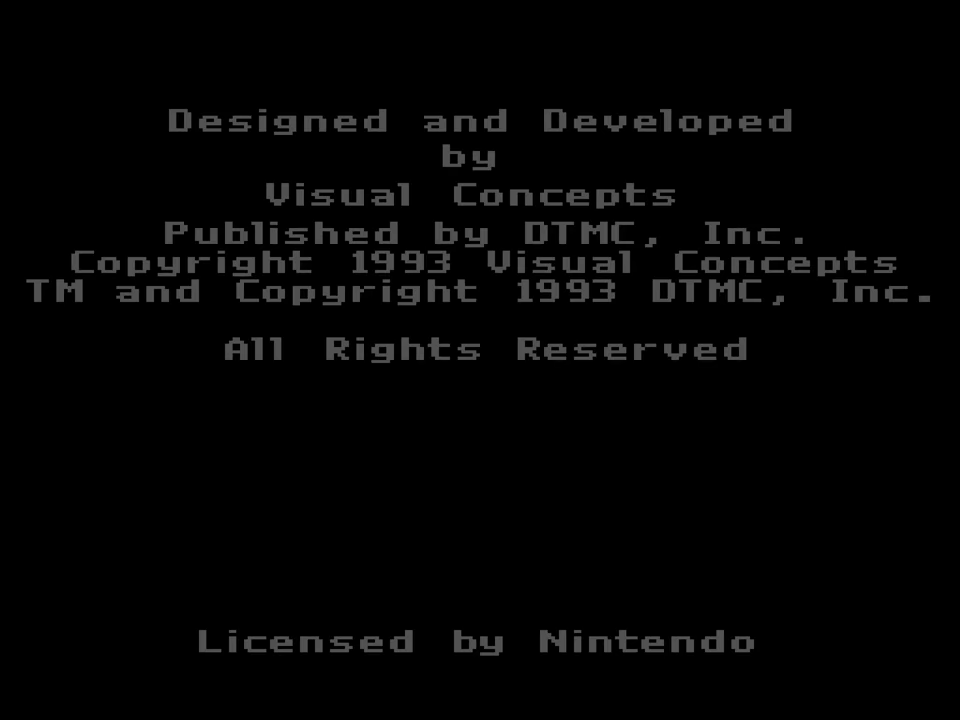 Designed and Developed
by
Visual Concepts
Published by DTMC, Inc.
Copyright 1993 Visual Concepts
TM and Copyright 1993 DTMC, Inc.
All Rights Reserved
Licensed by Nintendo